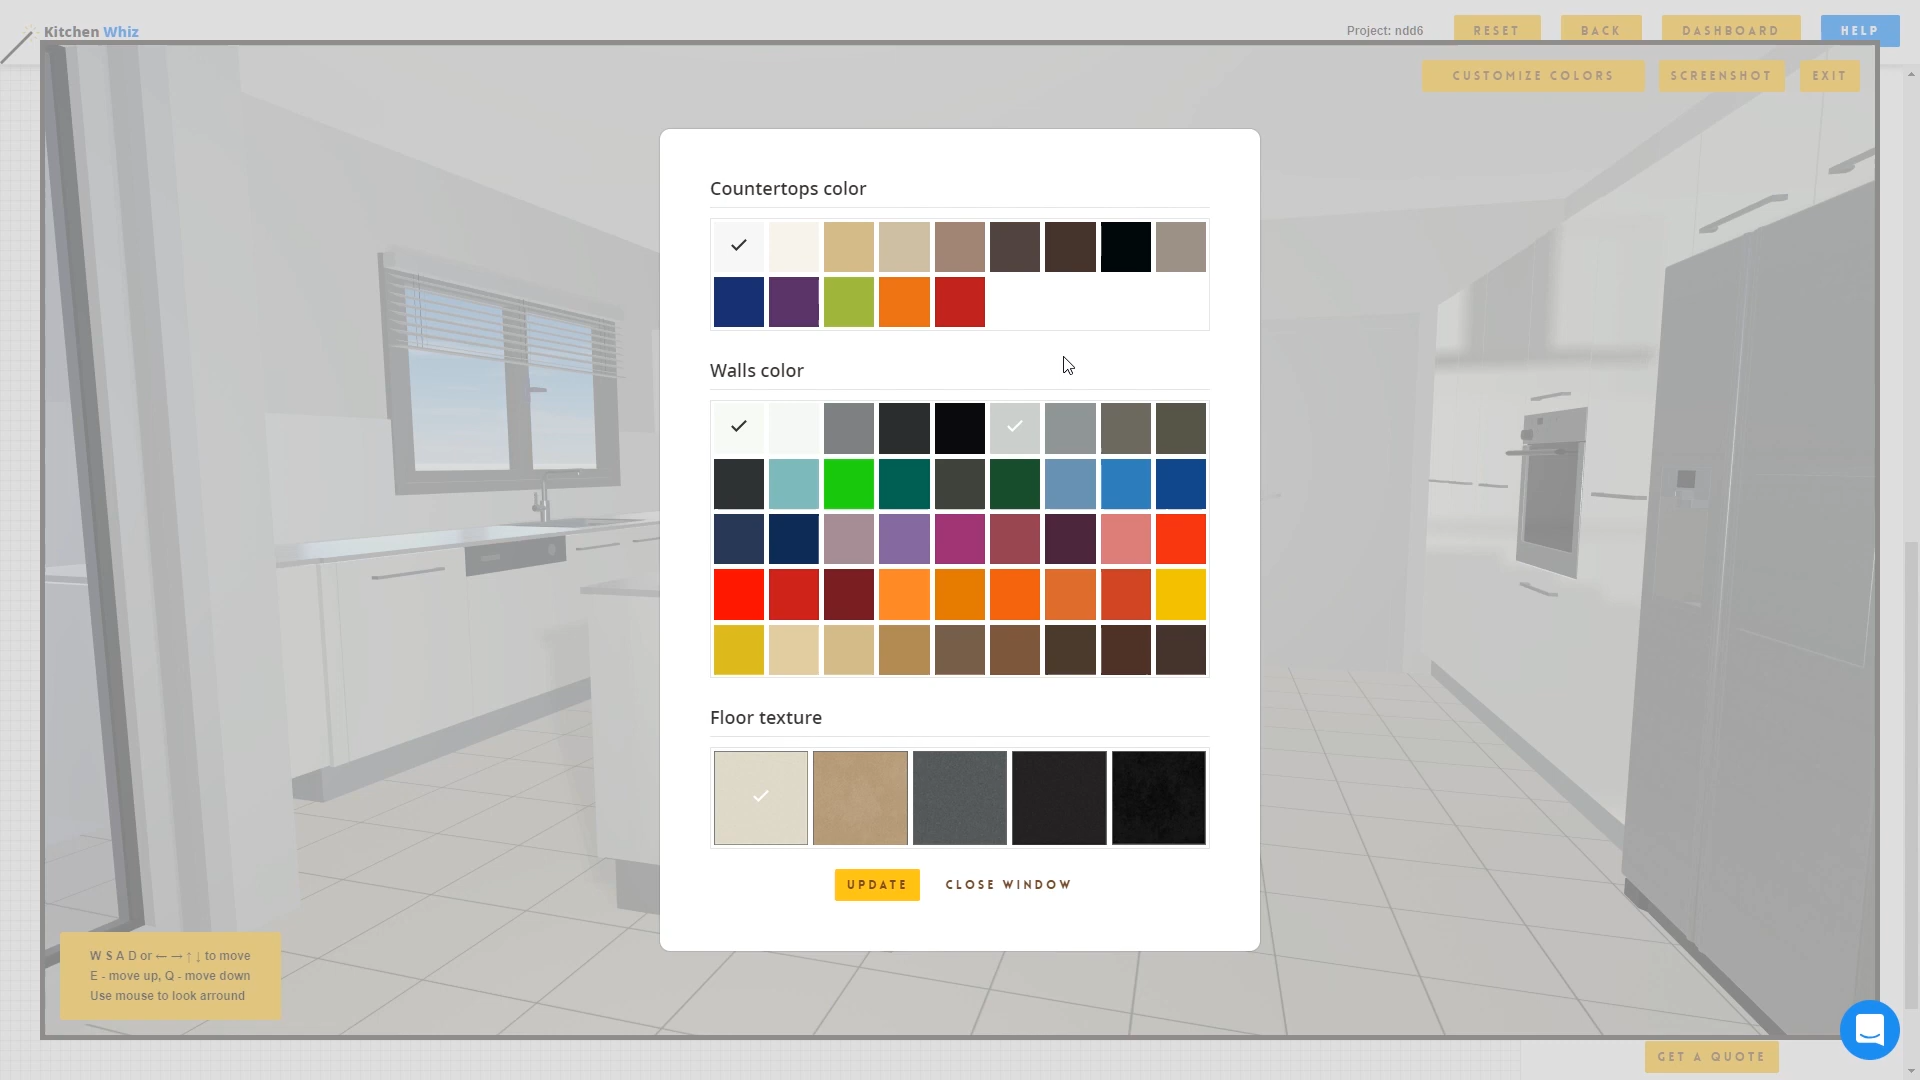 Kitchen Whiz
Project: ndd6
RESET
BACK
DASHBOARD
HELP
CUSTOMIZE COLORS
SCREENSHOT
EXIT
Countertops color
Walls color
Floor texture
UPDATE
CLOSE WINDOW
W S A D or ← → ↑ ↓ to move
E - move up, Q - move down
Use mouse to look arround
GET A QUOTE